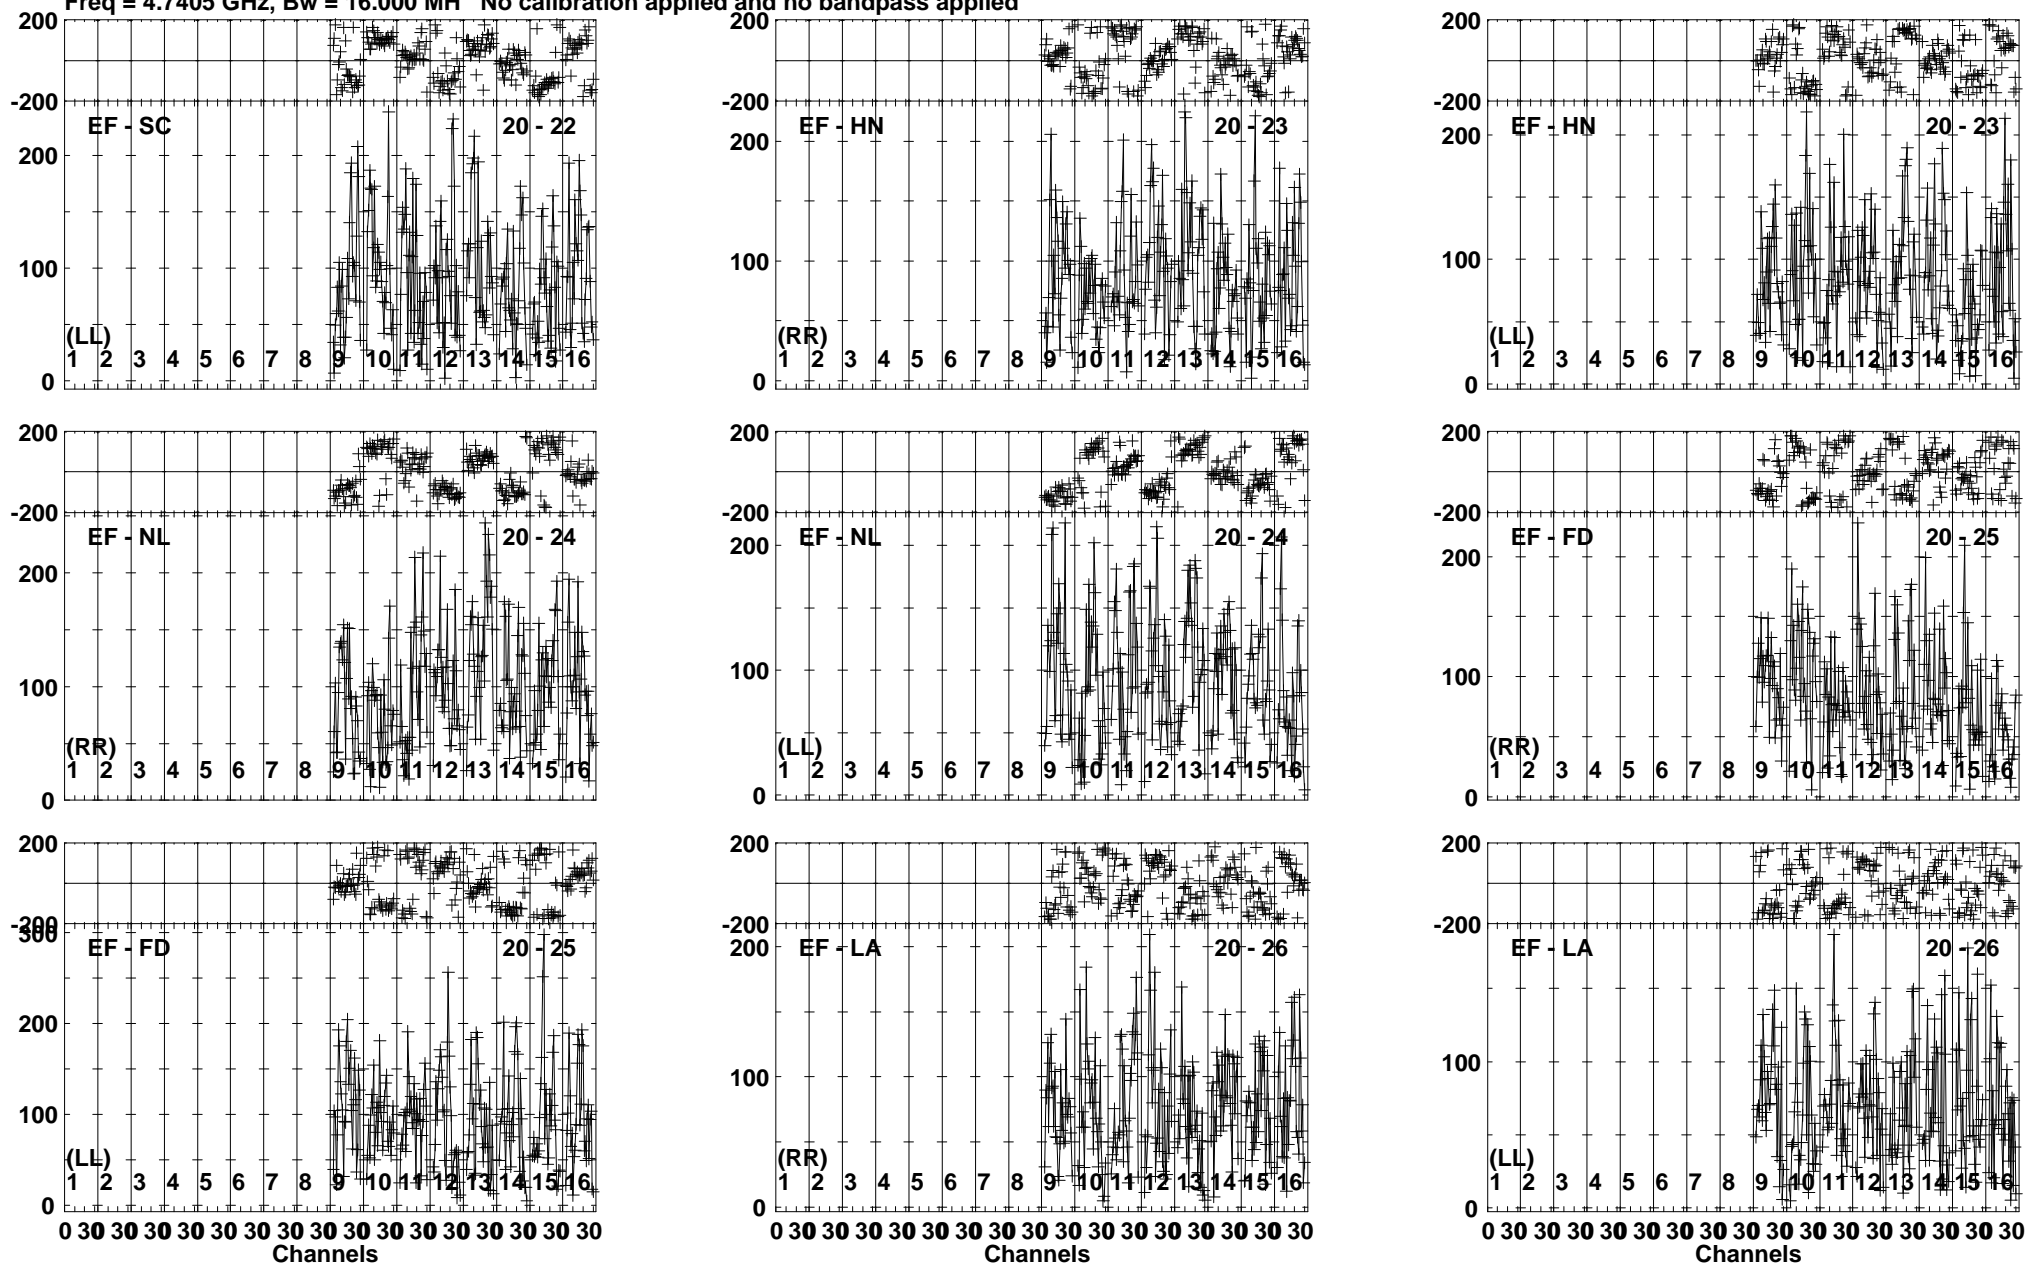 Freq = 4.7405 GHz, Bw = 16.000 MH No calibration applied and no bandpass applied
200 200 200
-200 -200 -200
EF - SC 20 - 22 EF - HN 20 - 23 EF - HN 20 - 23
200 200 200
100 100 100
(LL) (RR) (LL)
1 2 3 4 5 6 7 8 9 10 11 12 13 14 15 16 1 2 3 4 5 6 7 8 9 10 11 12 13 14 15 16 1 2 3 4 5 6 7 8 9 10 11 12 13 14 15 16
0 0 0
200 200 200
-200 -200 -200
EF - NL 20 - 24 EF - NL 20 - 24 EF - FD 20 - 25
200 200 200
100 100 100
(RR) (LL) (RR)
1 2 3 4 5 6 7 8 9 10 11 12 13 14 15 16 1 2 3 4 5 6 7 8 9 10 11 12 13 14 15 16 1 2 3 4 5 6 7 8 9 10 11 12 13 14 15 16
0 0 0
200 200 200
-200 -200 -200
300
EF - FD 20 - 25 EF - LA 20 - 26 EF - LA 20 - 26
200 200
100 100 100
(LL) (RR) (LL)
1 2 3 4 5 6 7 8 9 10 11 12 13 14 15 16 1 2 3 4 5 6 7 8 9 10 11 12 13 14 15 16 1 2 3 4 5 6 7 8 9 10 11 12 13 14 15 16
0 0 0
0 30 30 30 30 30 30 30 30 30 30 30 30 30 30 30 30 0 30 30 30 30 30 30 30 30 30 30 30 30 30 30 30 30 0 30 30 30 30 30 30 30 30 30 30 30 30 30 30 30 30
Channels Channels Channels